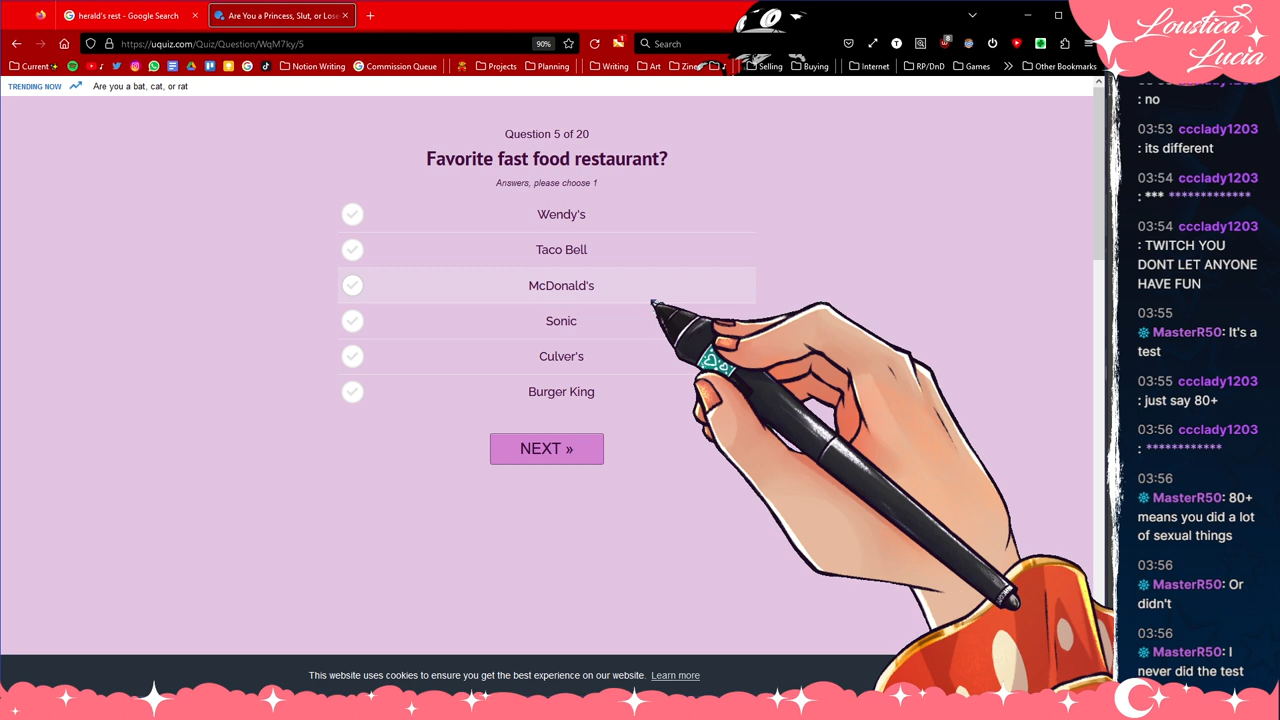 herald's rest - Google Search
Are You a Princess, Slut, or Lose
https://uquiz.com/Quiz/Question/WqM7ky/5
90%
Search
Current
Notion Writing
Commission Queue
Projects
Planning
Writing
Art
Zine
Selling
Buying
Internet
RP/DnD
Games
Other Bookmarks
TRENDING NOW
Are you a bat, cat, or rat
Question 5 of 20
Favorite fast food restaurant?
Answers, please choose 1
Wendy's
Taco Bell
McDonald's
Sonic
Culver's
Burger King
NEXT »
This website uses cookies to ensure you get the best experience on our website. Learn more
Loustica
Lucia
: no
03:53 ccclady1203
: its different
03:54 ccclady1203
: *** *************
03:54 ccclady1203
: TWITCH YOU
DONT LET ANYONE
HAVE FUN
03:55
MasterR50: It's a
test
03:55 ccclady1203
: just say 80+
03:56 ccclady1203
: ************
03:56
MasterR50: 80+
means you did a lot
of sexual things
03:56
MasterR50: Or
didn't
03:56
MasterR50: I
never did the test